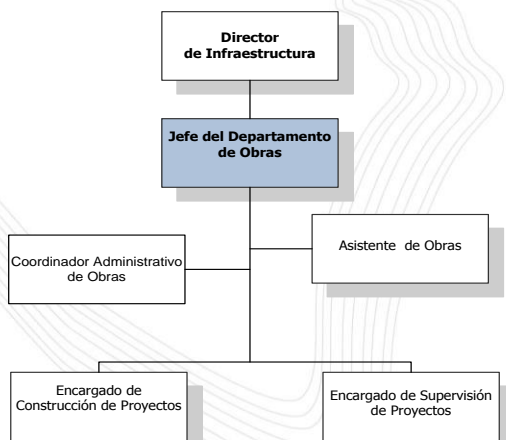 Director
de Infraestructura
Jefe del Departamento
de Obras
Asistente de Obras
Coordinador Administrativo
de Obras
Encargado de
Construcción de Proyectos
Encargado de Supervisión
de Proyectos